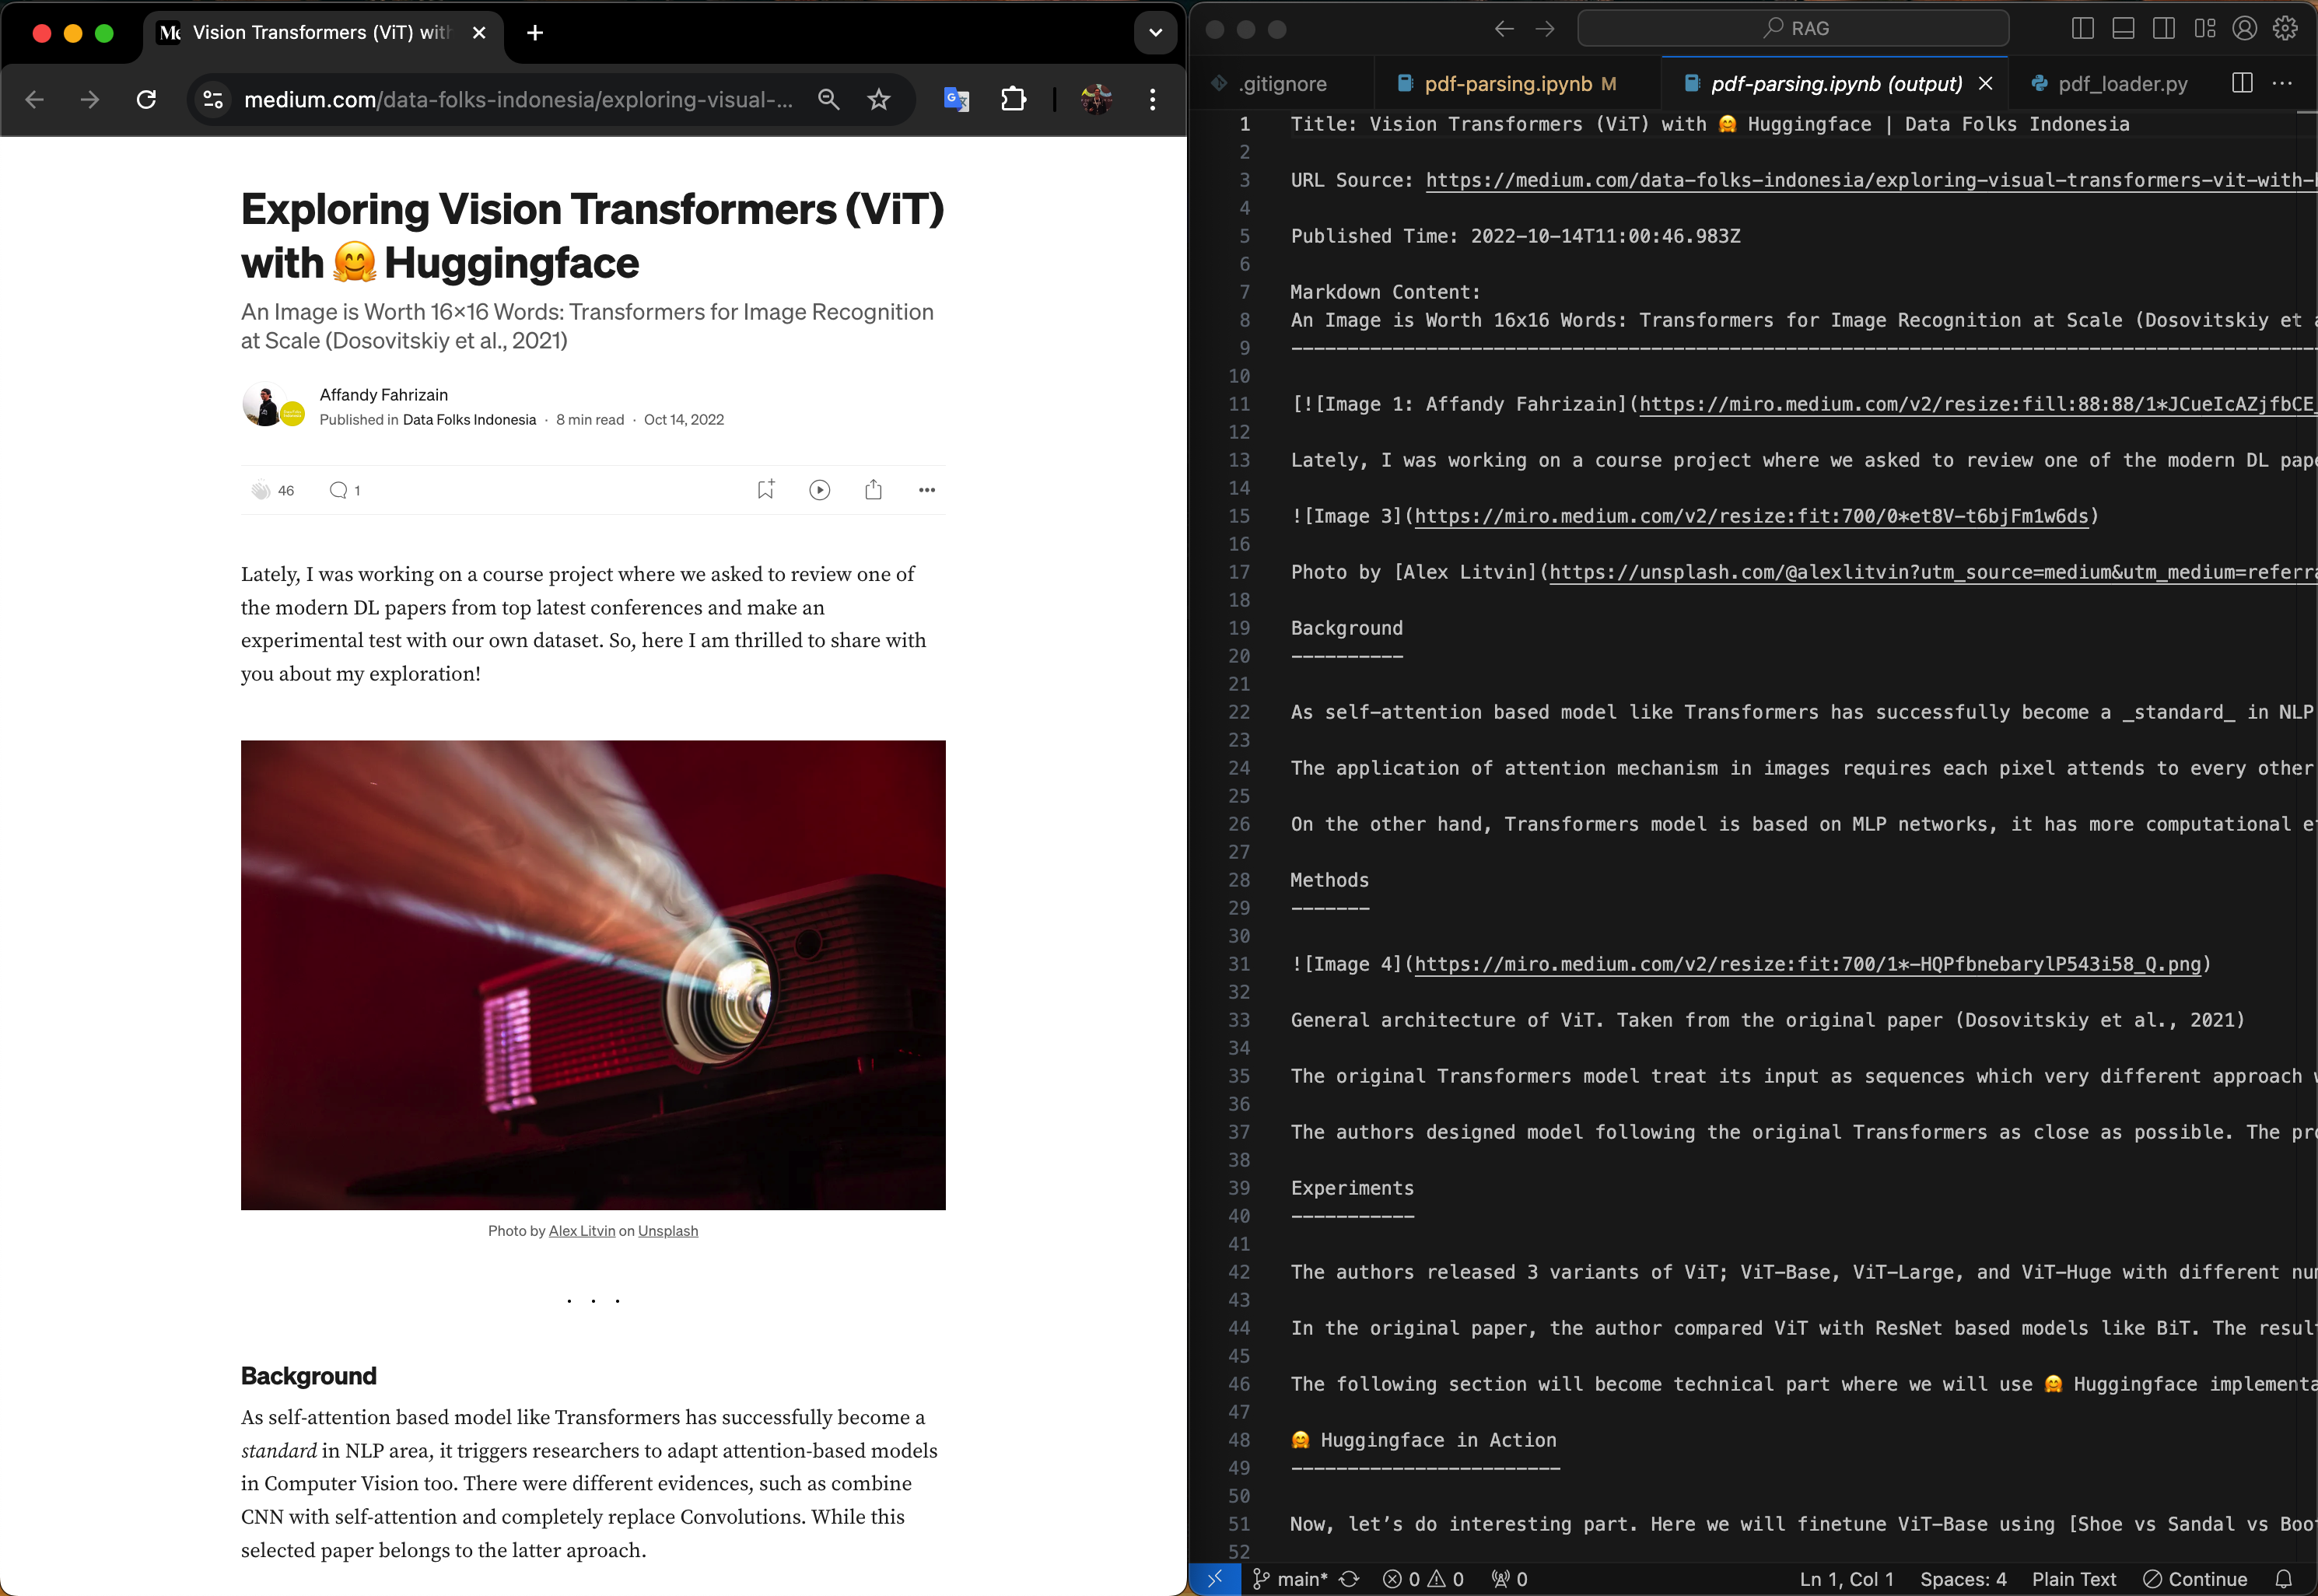 Vision Transformers (ViT) with
medium.com/data-folks-indonesia/exploring-visual-...
Exploring Vision Transformers (ViT)
with 🤗 Huggingface
An Image is Worth 16×16 Words: Transformers for Image Recognition
at Scale (Dosovitskiy et al., 2021)
Affandy Fahrizain
Published in Data Folks Indonesia · 8 min read · Oct 14, 2022
46 1
Lately, I was working on a course project where we asked to review one of
the modern DL papers from top latest conferences and make an
experimental test with our own dataset. So, here I am thrilled to share with
you about my exploration!
Photo by Alex Litvin on Unsplash
. . .
Background
As self-attention based model like Transformers has successfully become a
standard in NLP area, it triggers researchers to adapt attention-based models
in Computer Vision too. There were different evidences, such as combine
CNN with self-attention and completely replace Convolutions. While this
selected paper belongs to the latter aproach.
RAG
.gitignore pdf-parsing.ipynb M pdf-parsing.ipynb (output) pdf_loader.py
1 Title: Vision Transformers (ViT) with 🤗 Huggingface | Data Folks Indonesia
2
3 URL Source: https://medium.com/data-folks-indonesia/exploring-visual-transformers-vit-with-
4
5 Published Time: 2022-10-14T11:00:46.983Z
6
7 Markdown Content:
8 An Image is Worth 16x16 Words: Transformers for Image Recognition at Scale (Dosovitskiy et
9 --------------------------------------------------------------------------------------------
10
11 [![Image 1: Affandy Fahrizain](https://miro.medium.com/v2/resize:fill:88:88/1*JCueIcAZjfbCE
12
13 Lately, I was working on a course project where we asked to review one of the modern DL pap
14
15 ![Image 3](https://miro.medium.com/v2/resize:fit:700/0*et8V-t6bjFm1w6ds)
16
17 Photo by [Alex Litvin](https://unsplash.com/@alexlitvin?utm_source=medium&utm_medium=referr
18
19 Background
20 ----------
21
22 As self-attention based model like Transformers has successfully become a _standard_ in NLP
23
24 The application of attention mechanism in images requires each pixel attends to every other
25
26 On the other hand, Transformers model is based on MLP networks, it has more computational e
27
28 Methods
29 -------
30
31 ![Image 4](https://miro.medium.com/v2/resize:fit:700/1*-HQPfbnebarylP543i58_Q.png)
32
33 General architecture of ViT. Taken from the original paper (Dosovitskiy et al., 2021)
34
35 The original Transformers model treat its input as sequences which very different approach
36
37 The authors designed model following the original Transformers as close as possible. The pr
38
39 Experiments
40 -----------
41
42 The authors released 3 variants of ViT; ViT-Base, ViT-Large, and ViT-Huge with different nu
43
44 In the original paper, the author compared ViT with ResNet based models like BiT. The resul
45
46 The following section will become technical part where we will use 🤗 Huggingface implement
47
48 🤗 Huggingface in Action
49 ------------------------
50
51 Now, let’s do interesting part. Here we will finetune ViT-Base using [Shoe vs Sandal vs Boo
52
main* 0 0 0 Ln 1, Col 1 Spaces: 4 Plain Text Continue